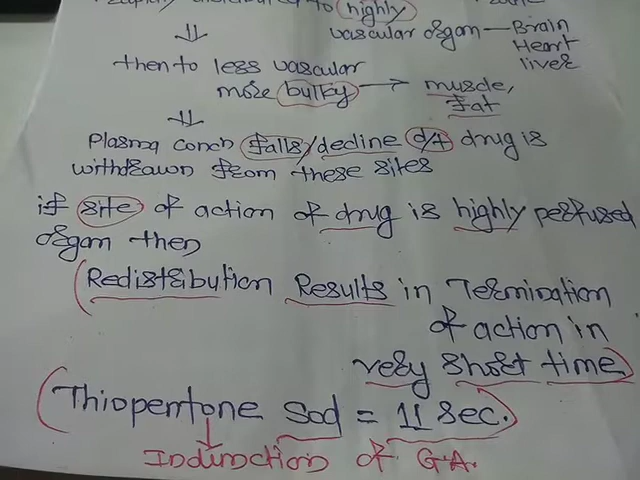 to highly
vascular organ — Brain
Heart
liver
then to less vascular
more bulky → muscle,
fat
Plasma concn falls/decline d/t drug is
withdrawn from these sites
if site of action of drug is highly perfused
organ then
(Redistribution Results in Termination
of action in
very short time)
(Thiopentone Sod = 11 sec.)
Induction of G.A.